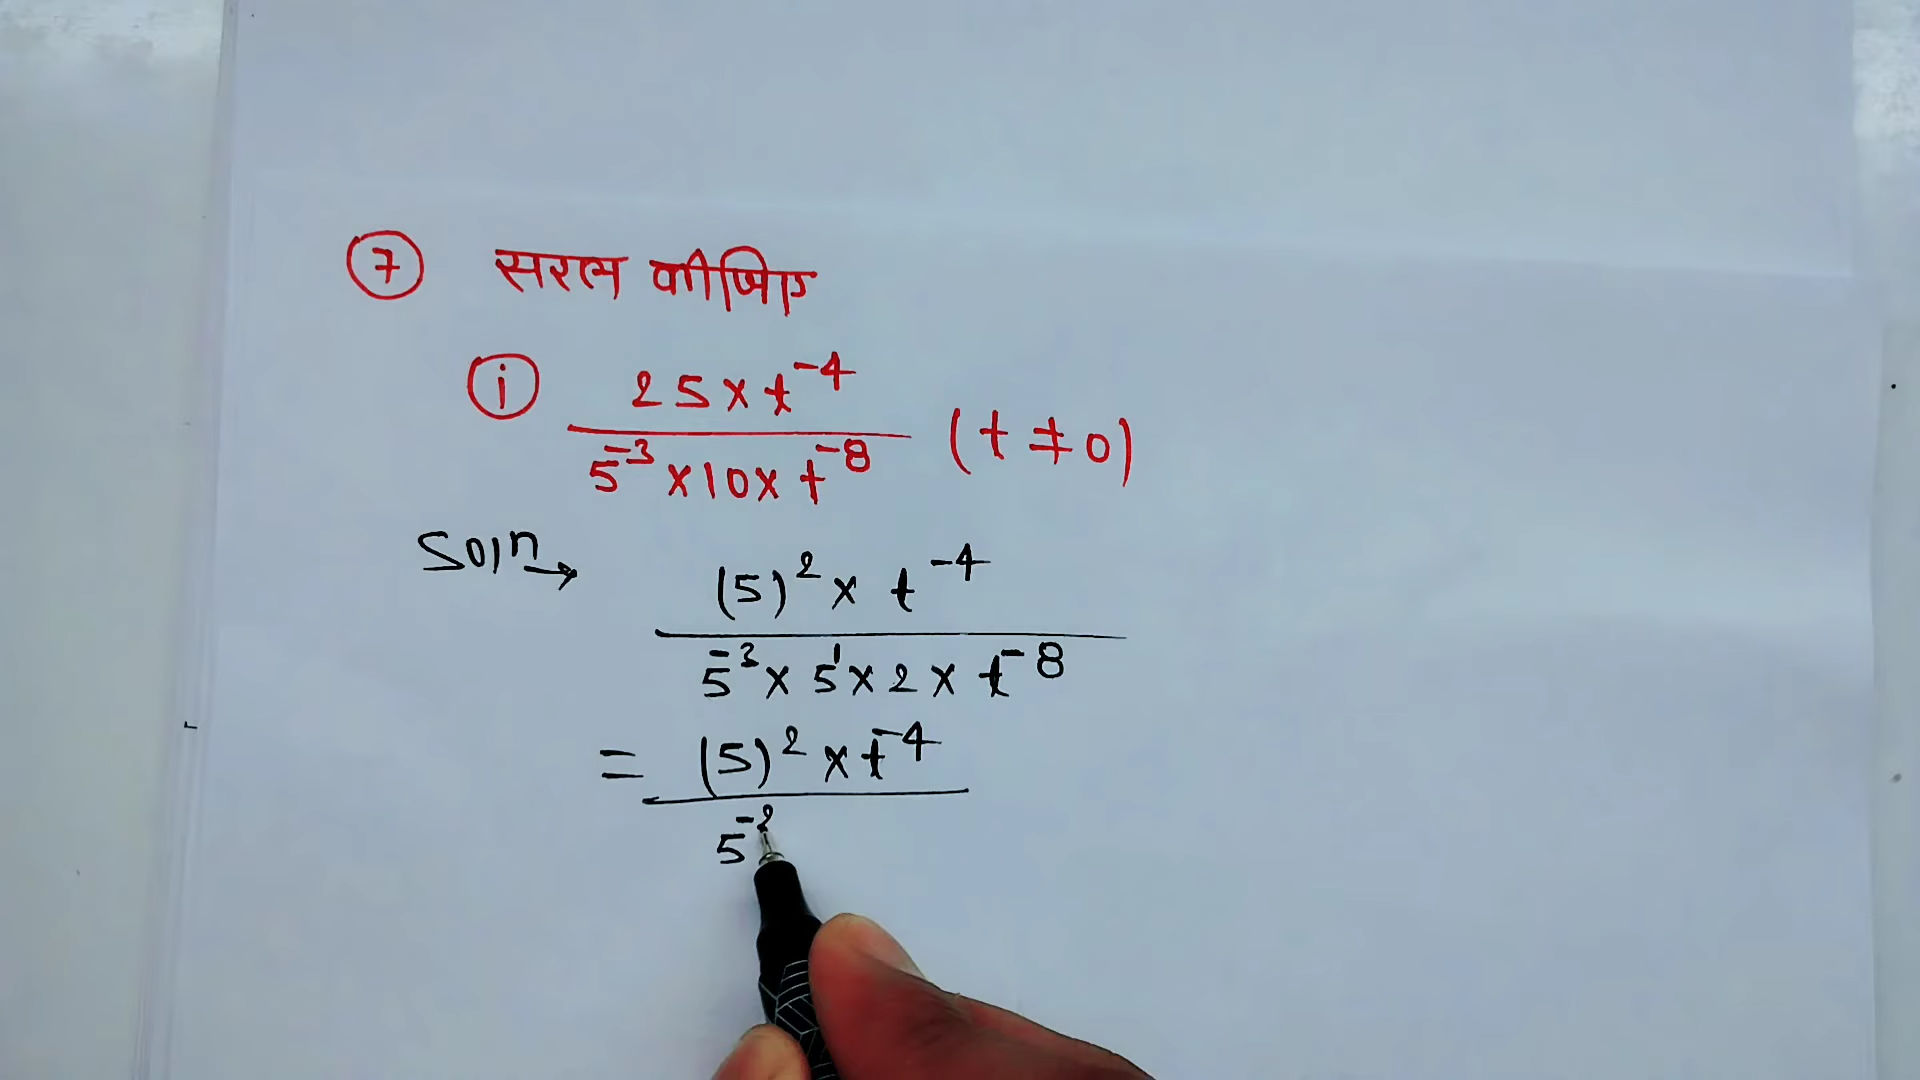 7 सरल कीजिए
i 25 x t⁻⁴
5⁻³ x 10 x t⁻⁸ (t ≠ 0)
Solⁿ → (5)² x t⁻⁴
5⁻³ x 5¹ x 2 x t⁻⁸
= (5)² x t⁻⁴
5⁻²